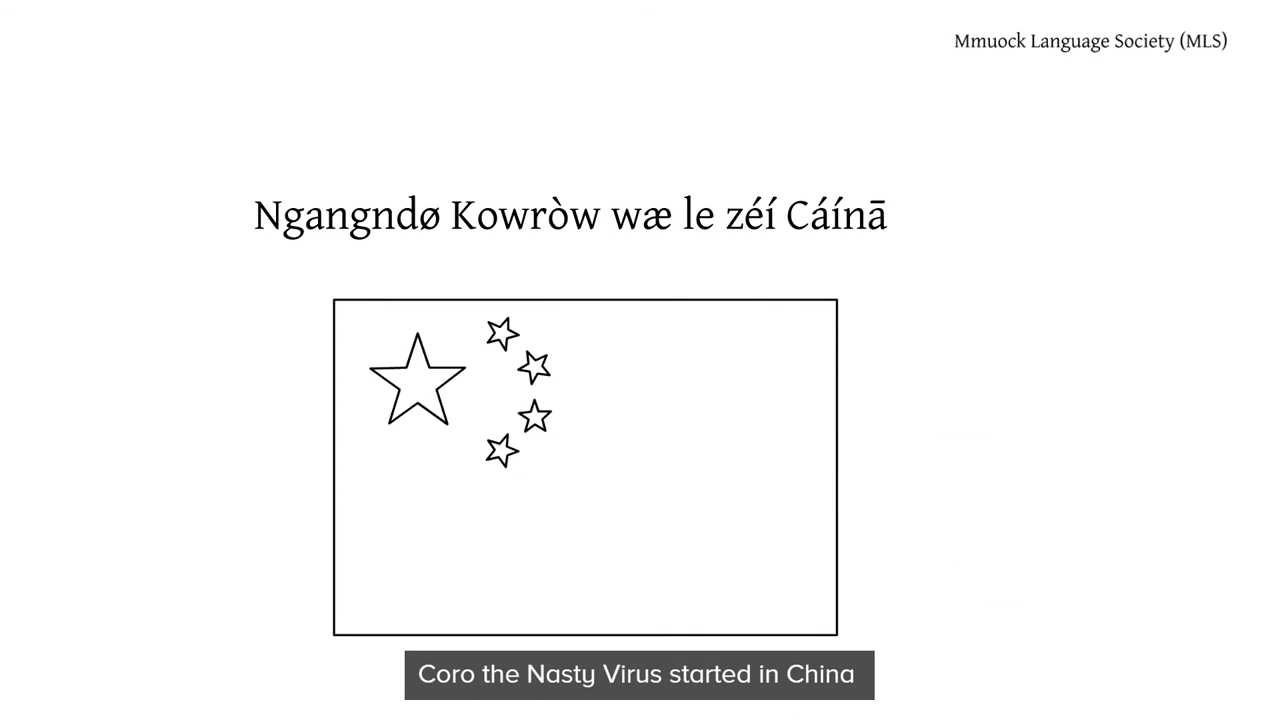 Mmuock Language Society (MLS)
Ngangndø Kowròw wæ le zéí Cáínā
Coro the Nasty Virus started in China